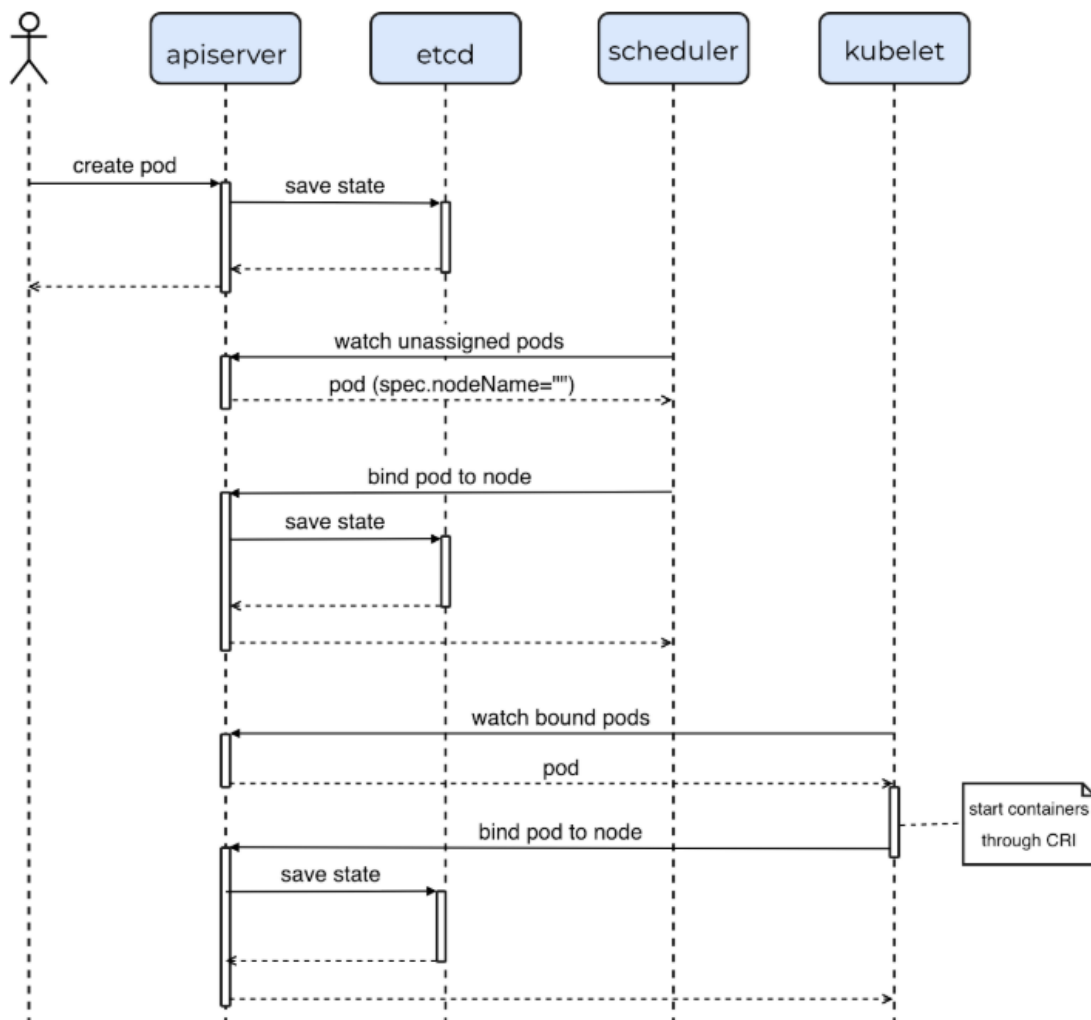 apiserver
etcd
scheduler
kubelet
create pod
save state
watch unassigned pods
pod (spec.nodeName="")
bind pod to node
save state
watch bound pods
pod
start containers
through CRI
bind pod to node
save state